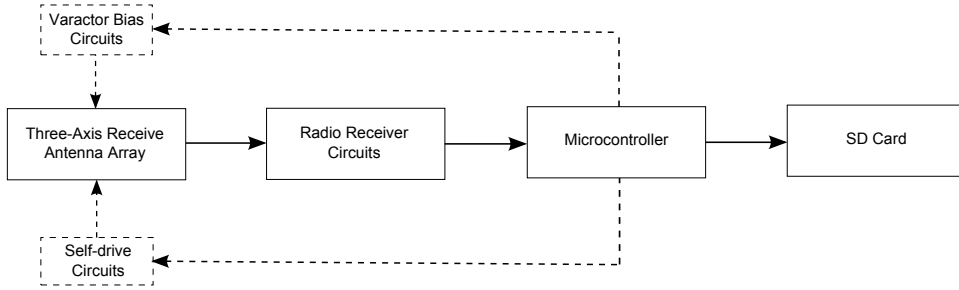 Varactor Bias
Circuits
Three-Axis Receive
Antenna Array
Radio Receiver
Circuits
Microcontroller
SD Card
Self-drive
Circuits